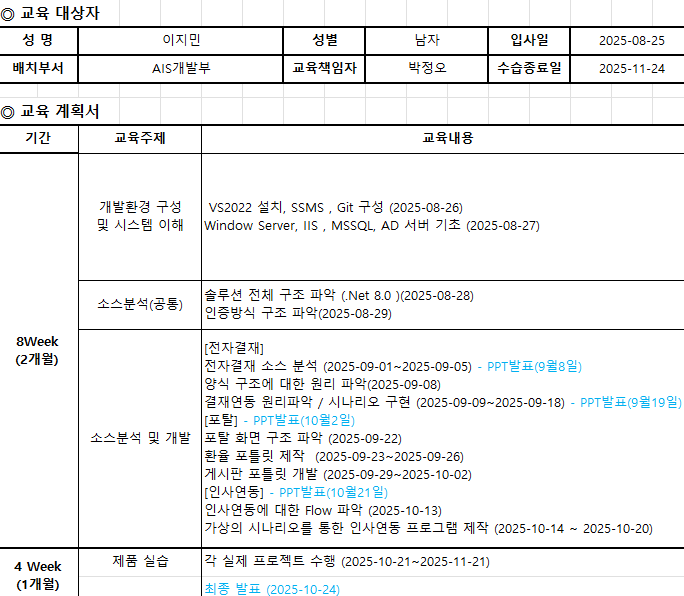 ◎ 교육 대상자
성 명 이지민 성별 남자 입사일 2025-08-25
배치부서 AIS개발부 교육책임자 박정오 수습종료일 2025-11-24
◎ 교육 계획서
기간 교육주제 교육내용
8Week
(2개월)
개발환경 구성
및 시스템 이해
VS2022 설치, SSMS , Git 구성 (2025-08-26)
Window Server, IIS , MSSQL, AD 서버 기초 (2025-08-27)
소스분석(공통)
솔루션 전체 구조 파악 (.Net 8.0 )(2025-08-28)
인증방식 구조 파악(2025-08-29)
소스분석 및 개발
[전자결재]
전자결재 소스 분석 (2025-09-01~2025-09-05) - PPT발표(9월8일)
양식 구조에 대한 원리 파악(2025-09-08)
결재연동 원리파악 / 시나리오 구현 (2025-09-09~2025-09-18) - PPT발표(9월19일)
[포탈] - PPT발표(10월2일)
포탈 화면 구조 파악 (2025-09-22)
환율 포틀릿 제작  (2025-09-23~2025-09-26)
게시판 포틀릿 개발 (2025-09-29~2025-10-02)
[인사연동] - PPT발표(10월21일)
인사연동에 대한 Flow 파악 (2025-10-13)
가상의 시나리오를 통한 인사연동 프로그램 제작 (2025-10-14 ~ 2025-10-20)
4 Week
(1개월)
제품 실습
각 실제 프로젝트 수행 (2025-10-21~2025-11-21)
최종 발표 (2025-10-24)